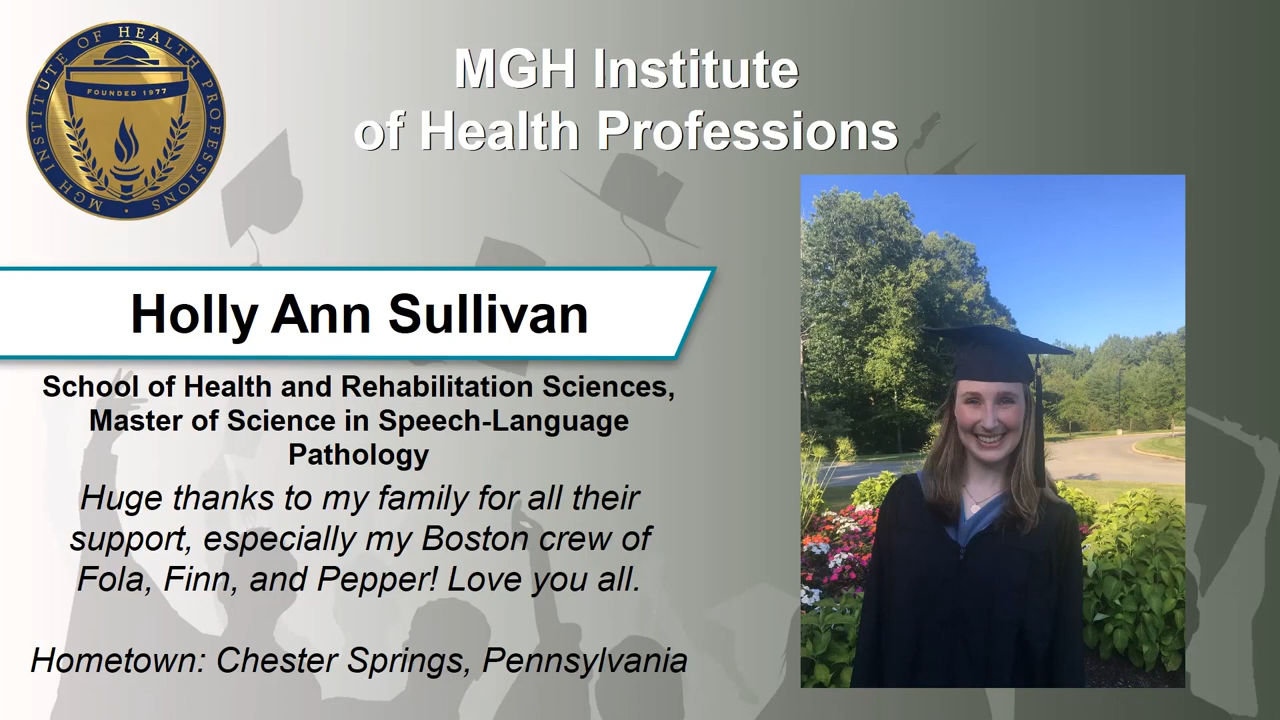 MGH INSTITUTE OF HEALTH PROFESSIONS
FOUNDED 1977
MGH Institute
of Health Professions
Holly Ann Sullivan
School of Health and Rehabilitation Sciences,
Master of Science in Speech-Language
Pathology
Huge thanks to my family for all their
support, especially my Boston crew of
Fola, Finn, and Pepper! Love you all.
Hometown: Chester Springs, Pennsylvania